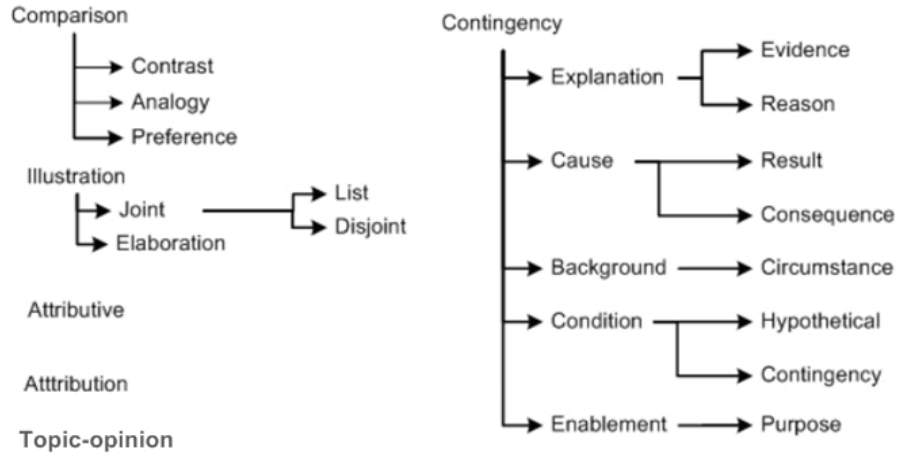 Comparison
Contrast
Analogy
Preference
Illustration
Joint
List
Disjoint
Elaboration
Attributive
Atttribution
Topic-opinion
Contingency
Explanation
Evidence
Reason
Cause
Result
Consequence
Background
Circumstance
Condition
Hypothetical
Contingency
Enablement
Purpose